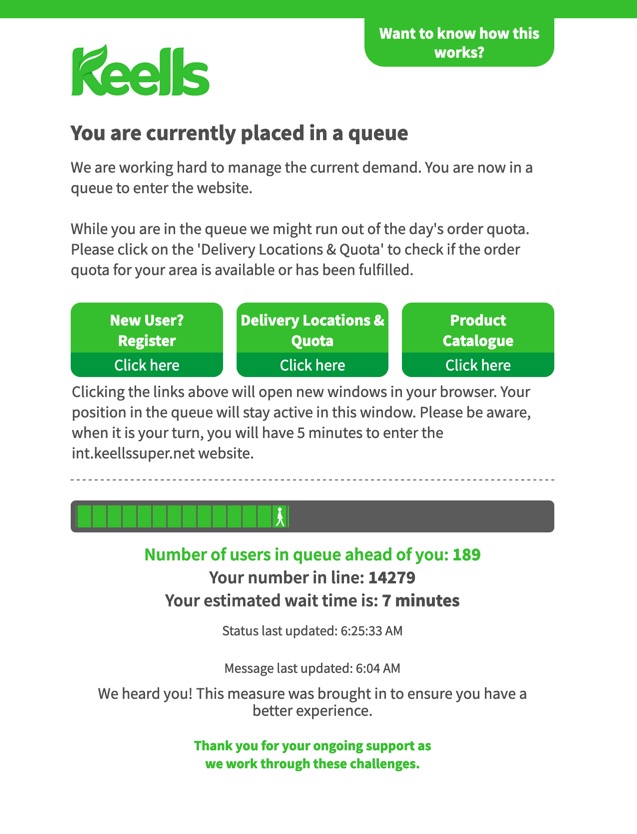 Want to know how this
works?
Keells
You are currently placed in a queue
We are working hard to manage the current demand. You are now in a
queue to enter the website.
While you are in the queue we might run out of the day's order quota.
Please click on the 'Delivery Locations & Quota' to check if the order
quota for your area is available or has been fulfilled.
New User?
Register
Click here
Delivery Locations &
Quota
Click here
Product
Catalogue
Click here
Clicking the links above will open new windows in your browser. Your
position in the queue will stay active in this window. Please be aware,
when it is your turn, you will have 5 minutes to enter the
int.keellssuper.net website.
Number of users in queue ahead of you: 189
Your number in line: 14279
Your estimated wait time is: 7 minutes
Status last updated: 6:25:33 AM
Message last updated: 6:04 AM
We heard you! This measure was brought in to ensure you have a
better experience.
Thank you for your ongoing support as
we work through these challenges.